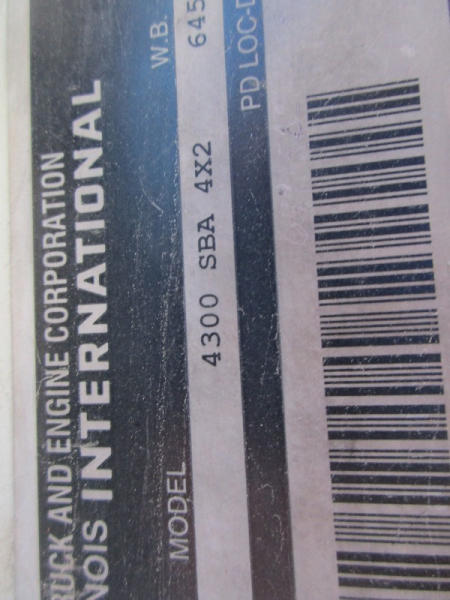 RUCK AND ENGINE CORPORATION
NOIS INTERNATIONAL
MODEL W.B.
4300 SBA 4X2 645
PD LOC-D